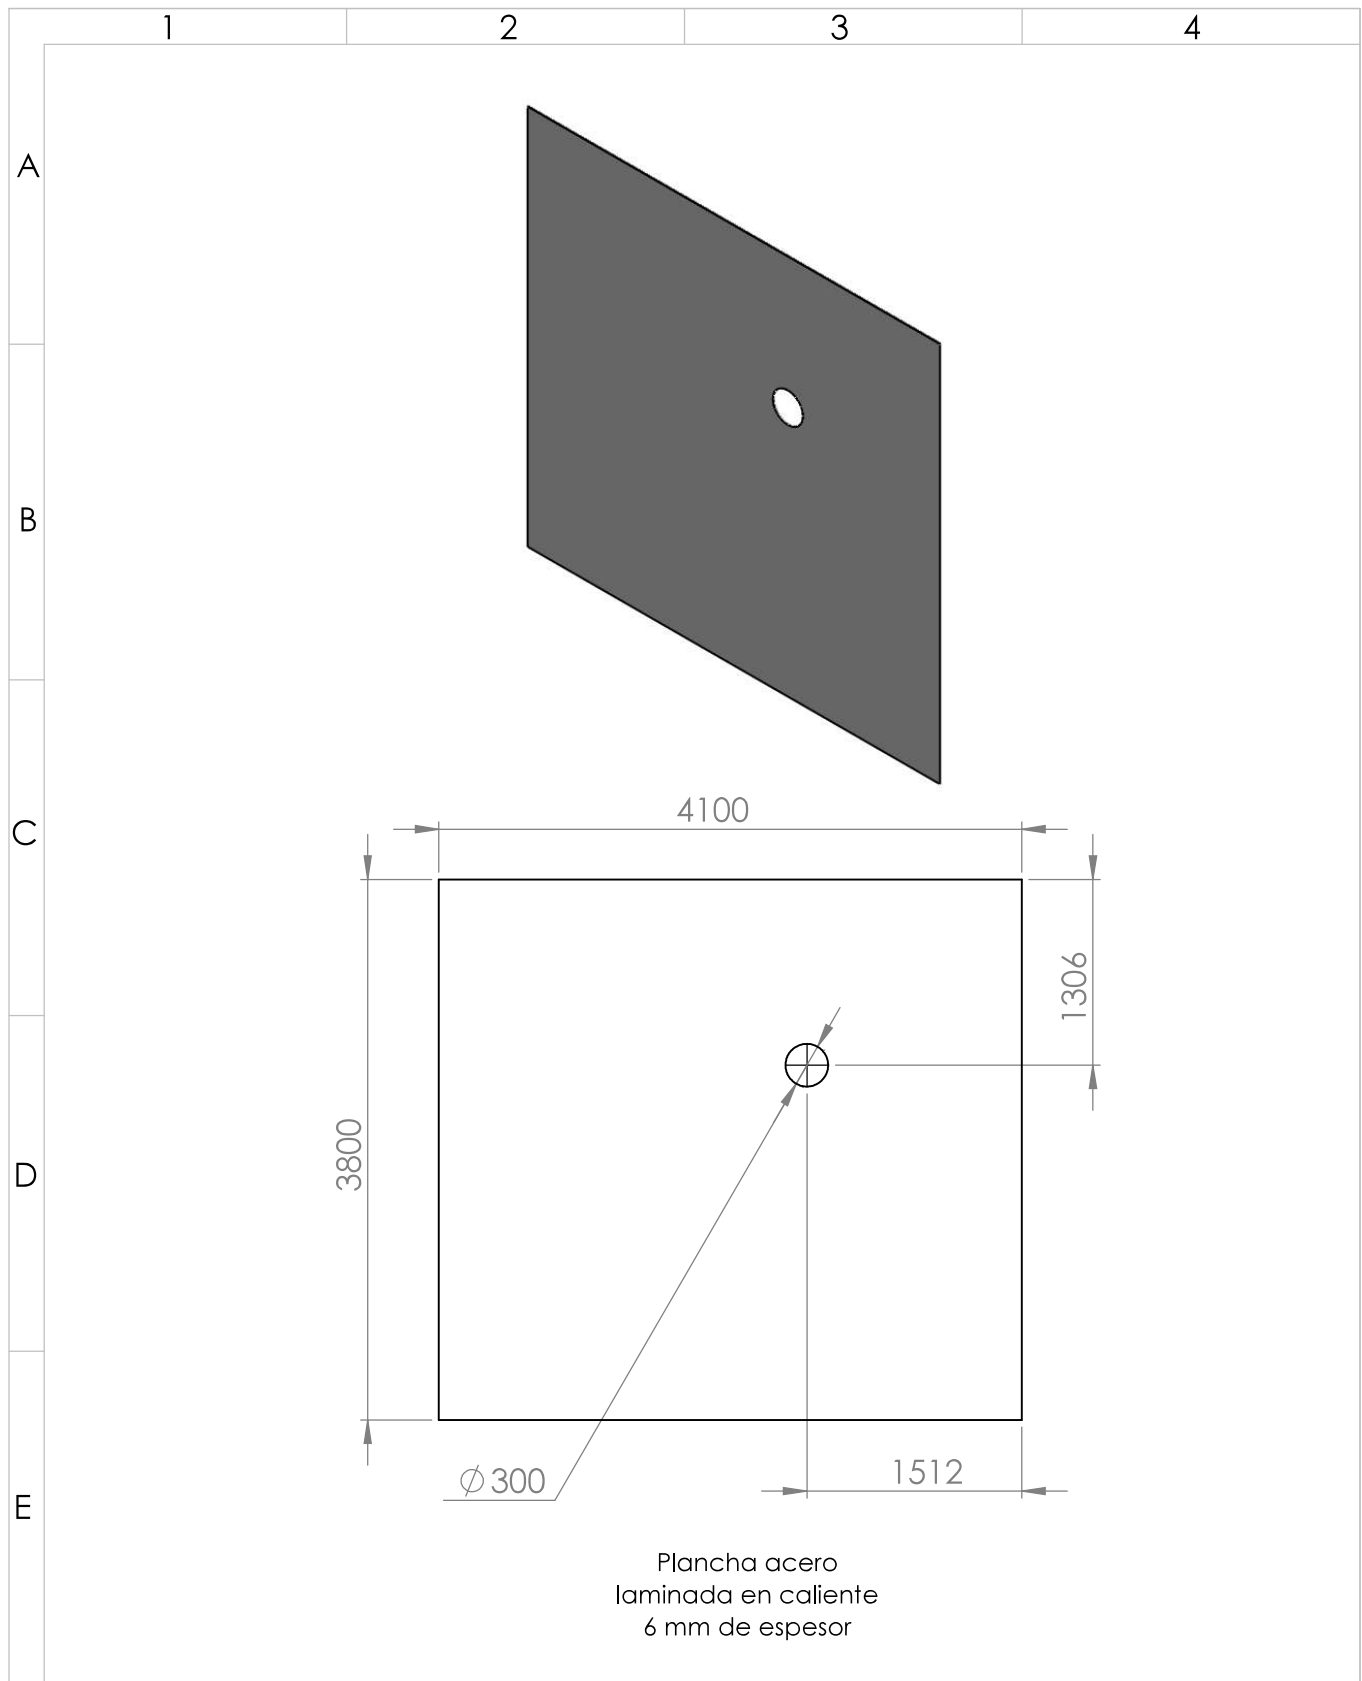 1 2 3 4
A
B
C
D
E
4100
1306
3800
∅300
1512
Plancha acero
laminada en caliente
6 mm de espesor